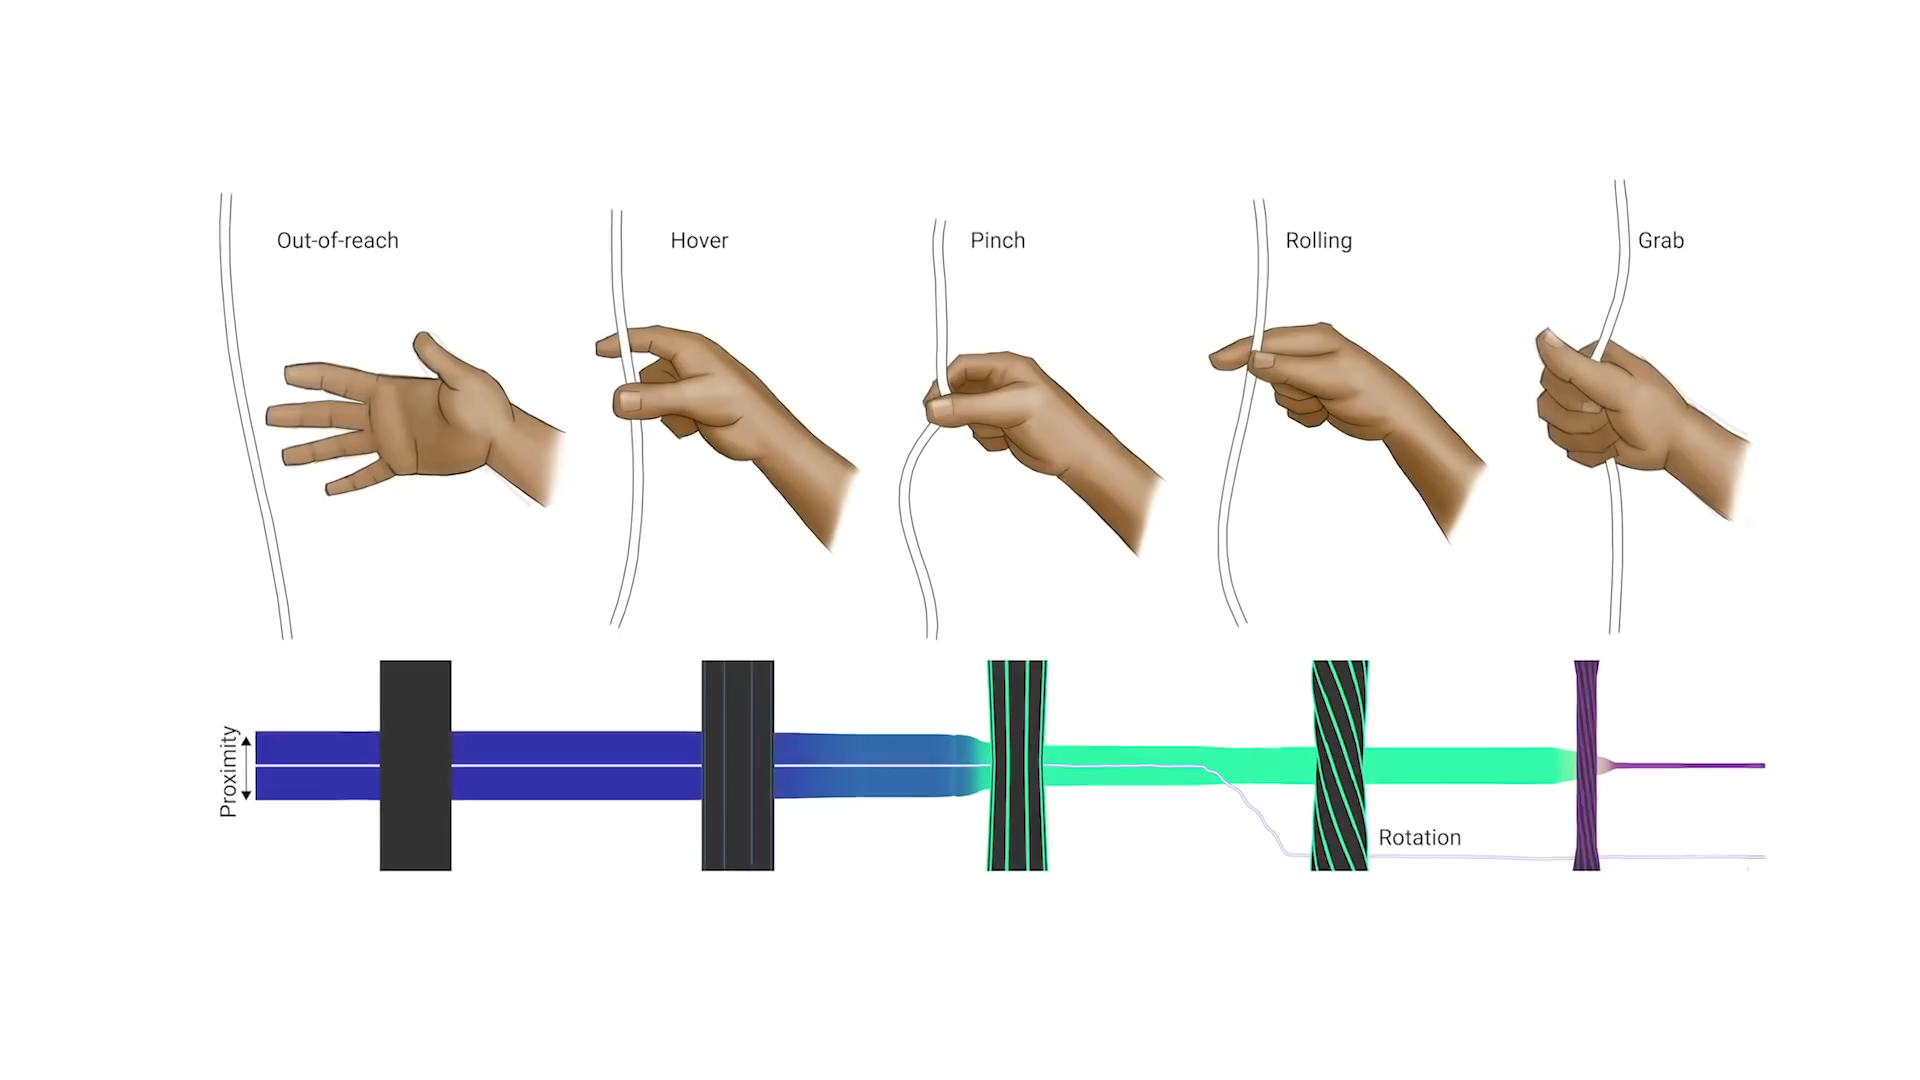 Out-of-reach
Hover
Pinch
Rolling
Grab
Proximity
Rotation